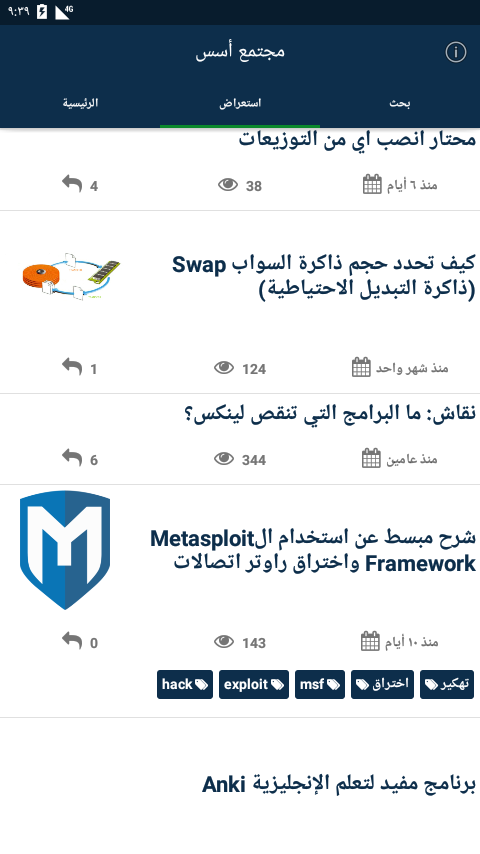 ٩:٣٩ 4G
مجتمع أسس
بحث استعراض الرئيسية
محتار انصب اي من التوزيعات
منذ ٦ أيام 38 4
كيف تحدد حجم ذاكرة السواب Swap
(ذاكرة التبديل الاحتياطية)
منذ شهر واحد 124 1
نقاش: ما البرامج التي تنقص لينكس؟
منذ عامين 344 6
شرح مبسط عن استخدام الMetasploit
Framework واختراق راوتر اتصالات
منذ ١٠ أيام 143 0
تهكير اختراق msf exploit hack
برنامج مفيد لتعلم الإنجليزية Anki